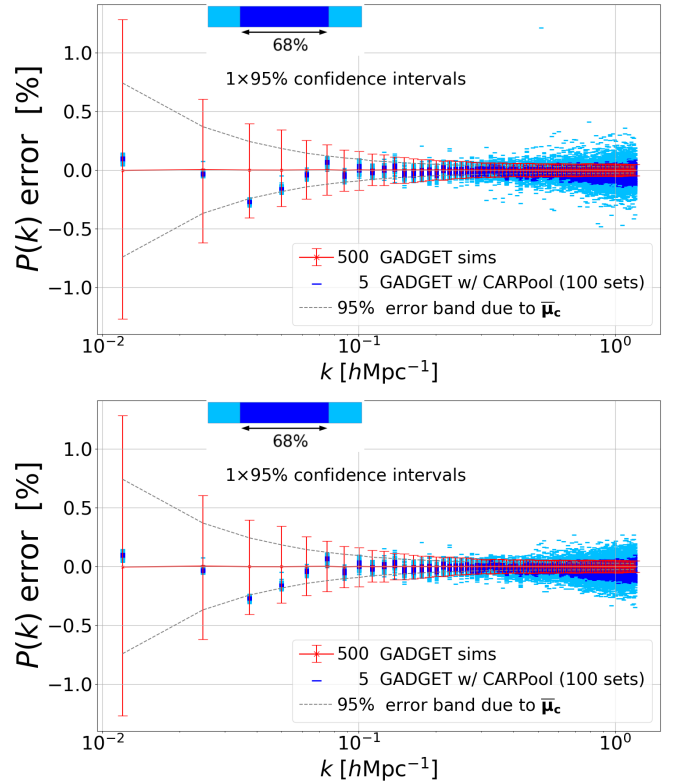 68%
1×95% confidence intervals
1.0
0.5
0.0
−0.5
−1.0
P(k) error [%]
500 GADGET sims
5 GADGET w/ CARPool (100 sets)
95% error band due to μ̅_c
10⁻² 10⁻¹ 10⁰
k [hMpc⁻¹]
68%
1×95% confidence intervals
1.0
0.5
0.0
−0.5
−1.0
P(k) error [%]
500 GADGET sims
5 GADGET w/ CARPool (100 sets)
95% error band due to μ̅_c
10⁻² 10⁻¹ 10⁰
k [hMpc⁻¹]